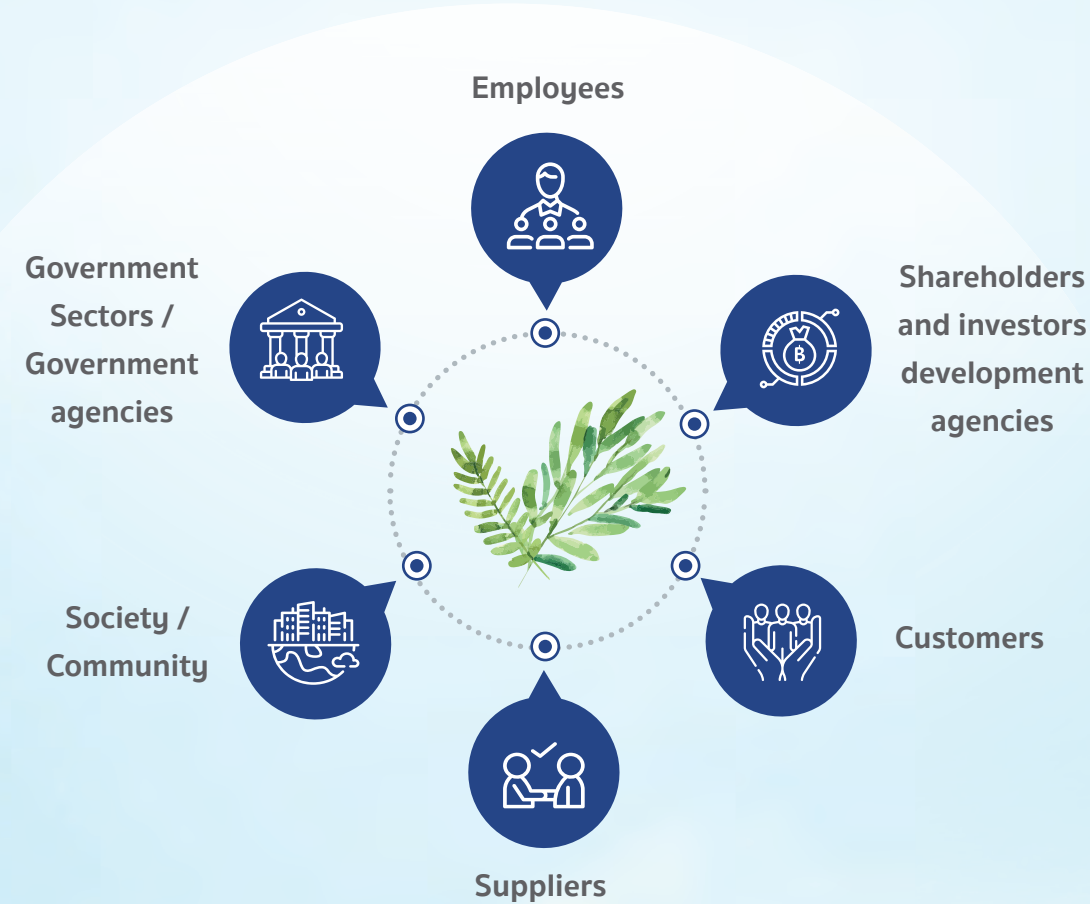 Employees
Government
Sectors /
Government
agencies
Shareholders
and investors
development
agencies
Society /
Community
Customers
Suppliers
฿